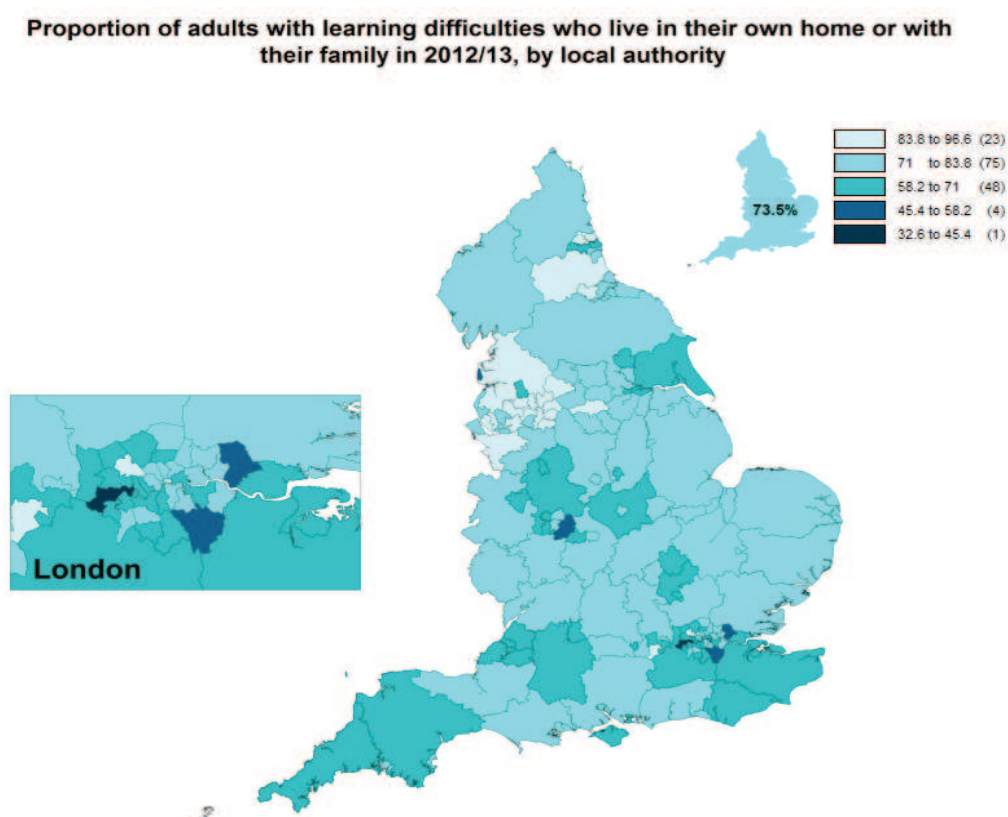 Proportion of adults with learning difficulties who live in their own home or with
their family in 2012/13, by local authority
83.8 to 96.6 (23)
71 to 83.8 (75)
58.2 to 71 (48)
45.4 to 58.2 (4)
32.6 to 45.4 (1)
73.5%
London